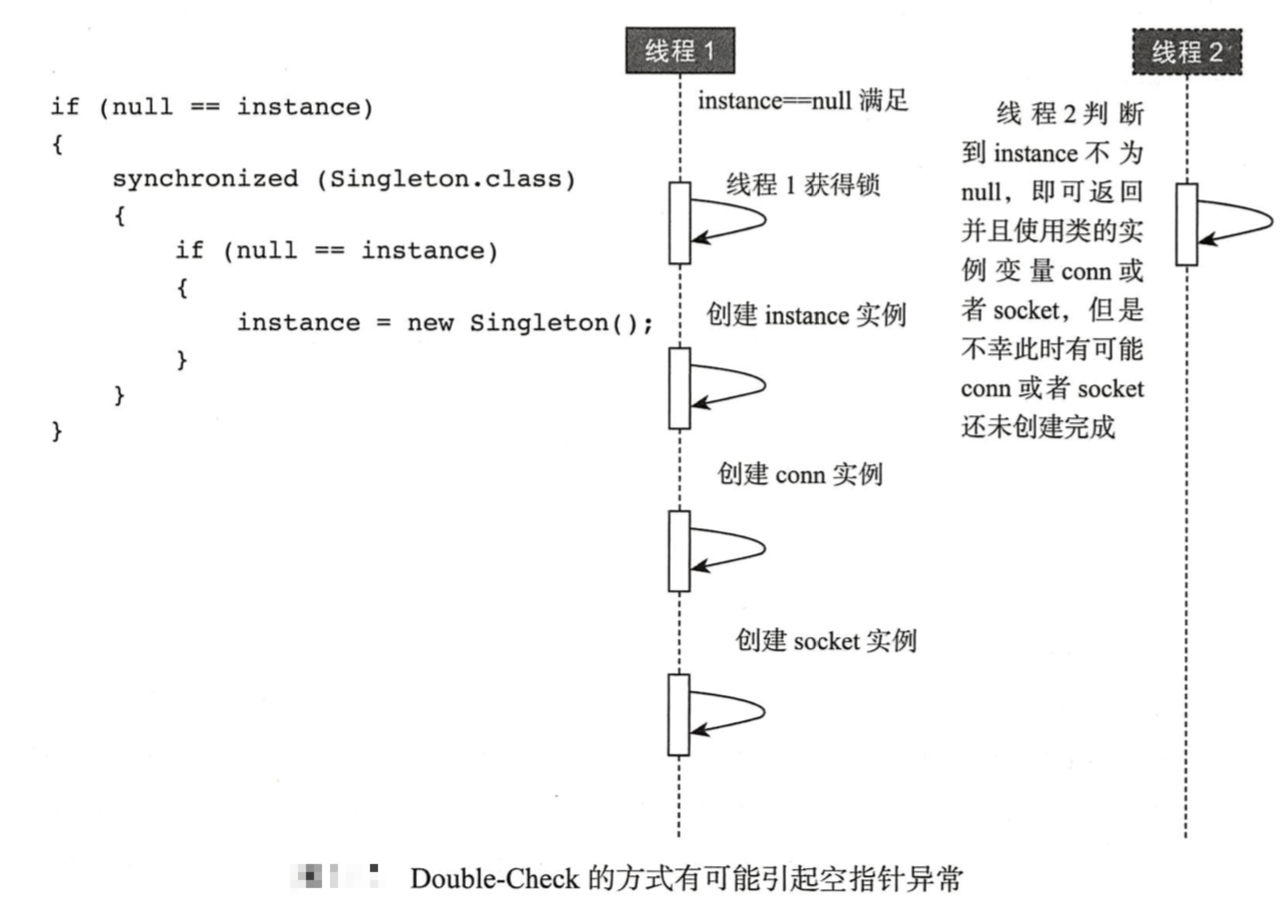 if (null == instance)
{
synchronized (Singleton.class)
{
if (null == instance)
{
instance = new Singleton();
}
}
}
线程 1
instance==null 满足
线程 1 获得锁
创建 instance 实例
创建 conn 实例
创建 socket 实例
线程 2
线程2判断
到 instance 不为
null，即可返回
并且使用类的实
例变量 conn 或
者 socket，但是
不幸此时有可能
conn 或者 socket
还未创建完成
Double-Check 的方式有可能引起空指针异常